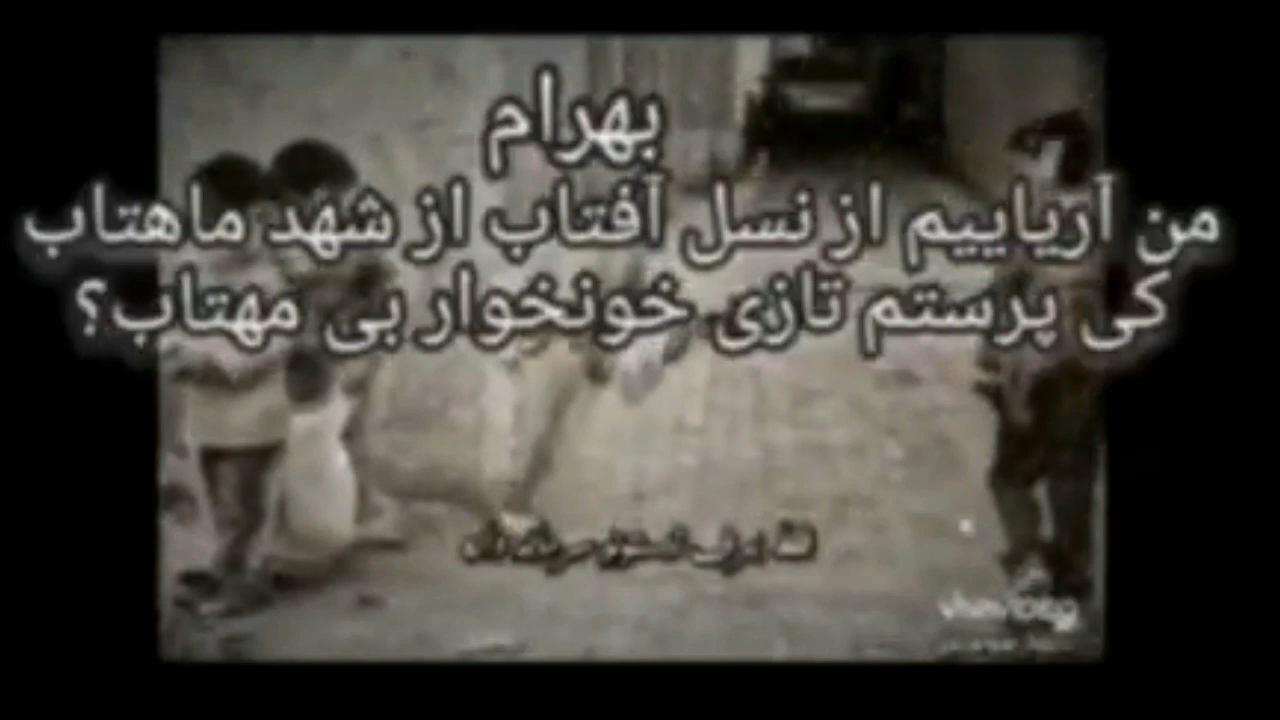 بهرام
من آریاییم از نسل آفتاب از شهد ماهتاب
کی پرستم تازی خونخوار بی مهتاب؟